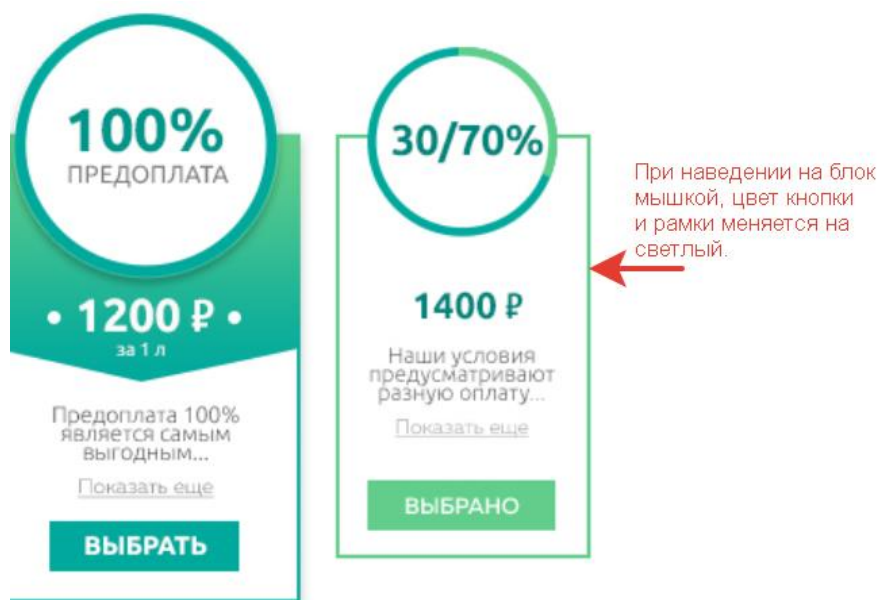 100%
ПРЕДОПЛАТА
• 1200 ₽ •
за 1 л
Предоплата 100%
является самым
выгодным...
Показать еще
ВЫБРАТЬ
30/70%
1400 ₽
Наши условия
предусматривают
разную оплату...
Показать еще
ВЫБРАНО
При наведении на блок
мышкой, цвет кнопки
и рамки меняется на
светлый.